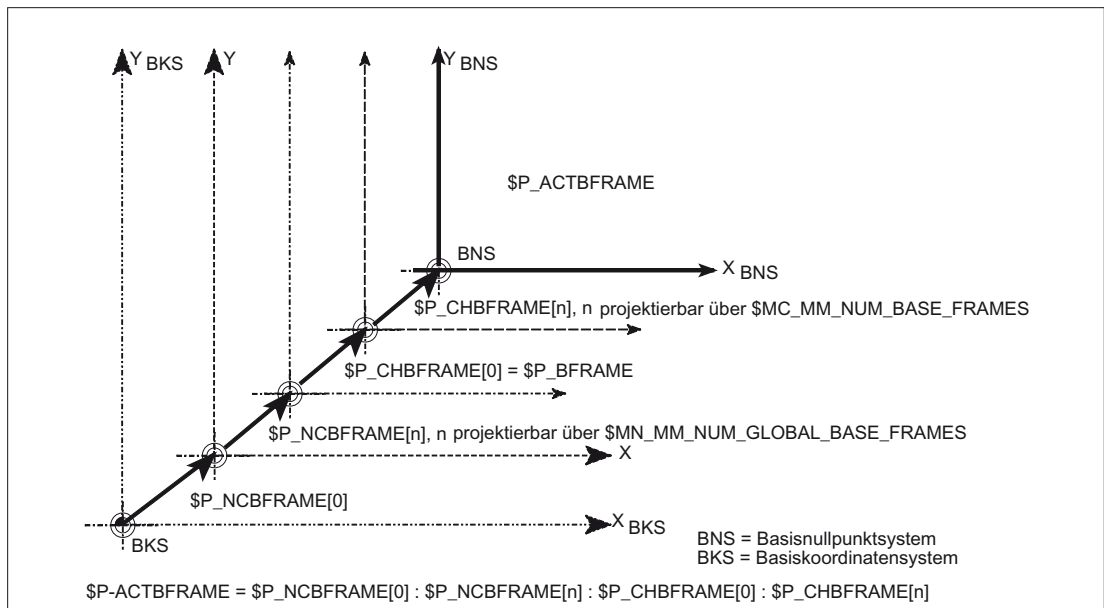 Y BKS
Y
Y BNS
$P_ACTBFRAME
BNS
X BNS
$P_CHBFRAME[n], n projektierbar über $MC_MM_NUM_BASE_FRAMES
$P_CHBFRAME[0] = $P_BFRAME
$P_NCBFRAME[n], n projektierbar über $MN_MM_NUM_GLOBAL_BASE_FRAMES
X
$P_NCBFRAME[0]
X BKS
BKS
BNS = Basisnullpunktsystem
BKS = Basiskoordinatensystem
$P-ACTBFRAME = $P_NCBFRAME[0] : $P_NCBFRAME[n] : $P_CHBFRAME[0] : $P_CHBFRAME[n]